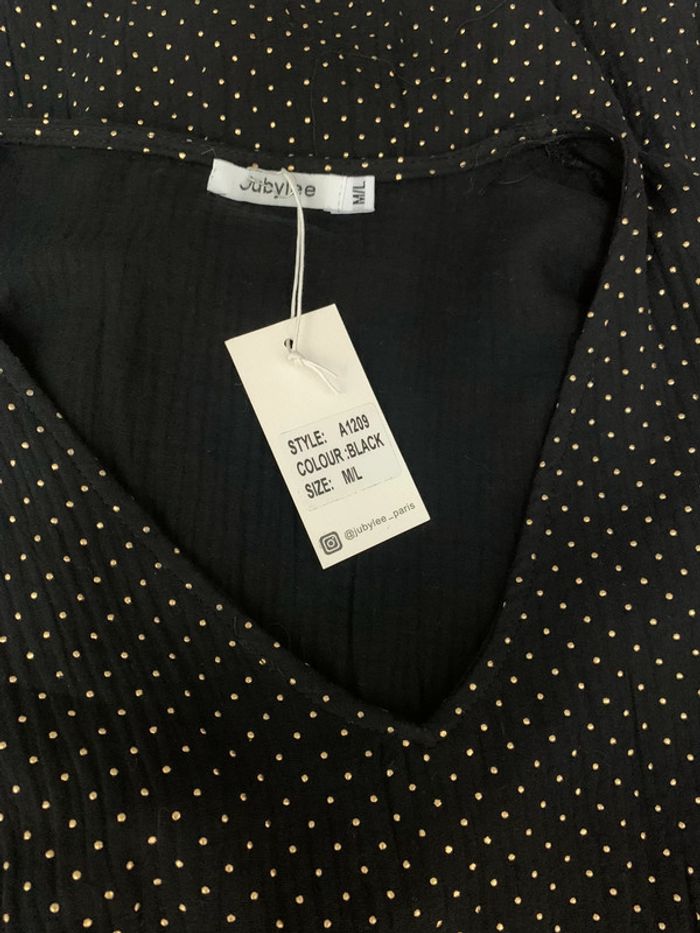 Jubylee
M/L
STYLE: A1209
COLOUR :BLACK
SIZE: M/L
@jubylee_paris